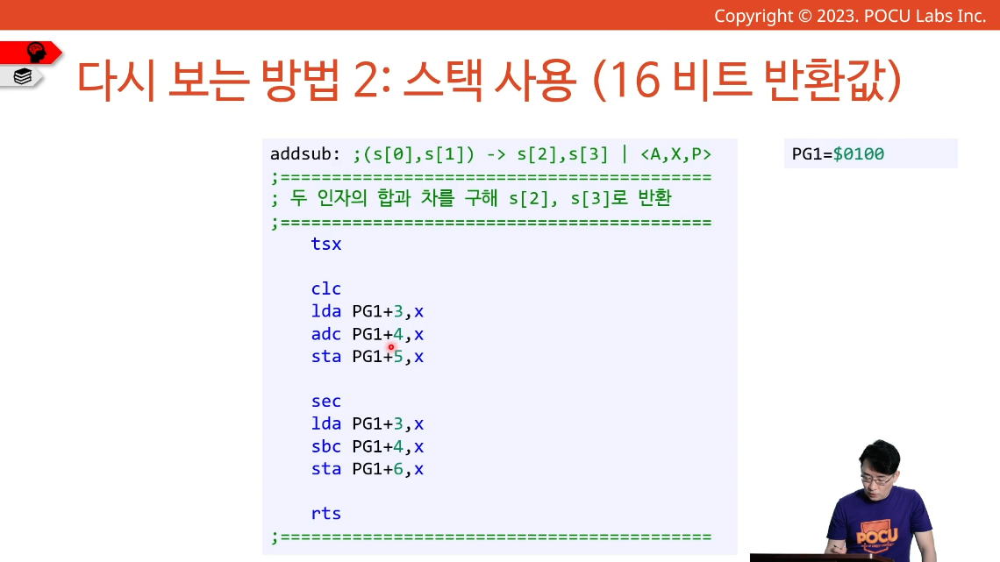 Copyright © 2023. POCU Labs Inc.
다시 보는 방법 2: 스택 사용 (16 비트 반환값)
addsub: ;(s[0],s[1]) -> s[2],s[3] | <A,X,P>
;==========================================
; 두 인자의 합과 차를 구해 s[2], s[3]로 반환
;==========================================
tsx
clc
lda PG1+3,x
adc PG1+4,x
sta PG1+5,x
sec
lda PG1+3,x
sbc PG1+4,x
sta PG1+6,x
rts
;==========================================
PG1=$0100
POCU